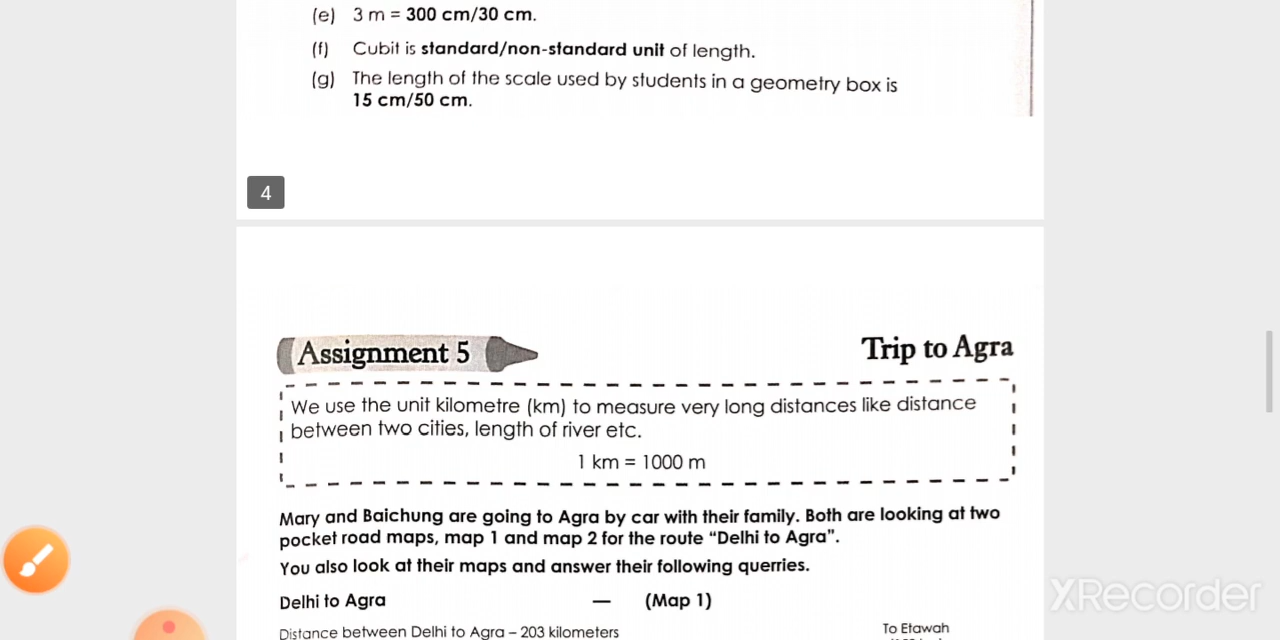 (e) 3 m = 300 cm/30 cm.
(f) Cubit is standard/non-standard unit of length.
(g) The length of the scale used by students in a geometry box is
15 cm/50 cm.
4
Assignment 5
Trip to Agra
We use the unit kilometre (km) to measure very long distances like distance
between two cities, length of river etc.
1 km = 1000 m
Mary and Baichung are going to Agra by car with their family. Both are looking at two
pocket road maps, map 1 and map 2 for the route “Delhi to Agra”.
You also look at their maps and answer their following querries.
Delhi to Agra — (Map 1)
Distance between Delhi to Agra – 203 kilometers
To Etawah
XRecorder